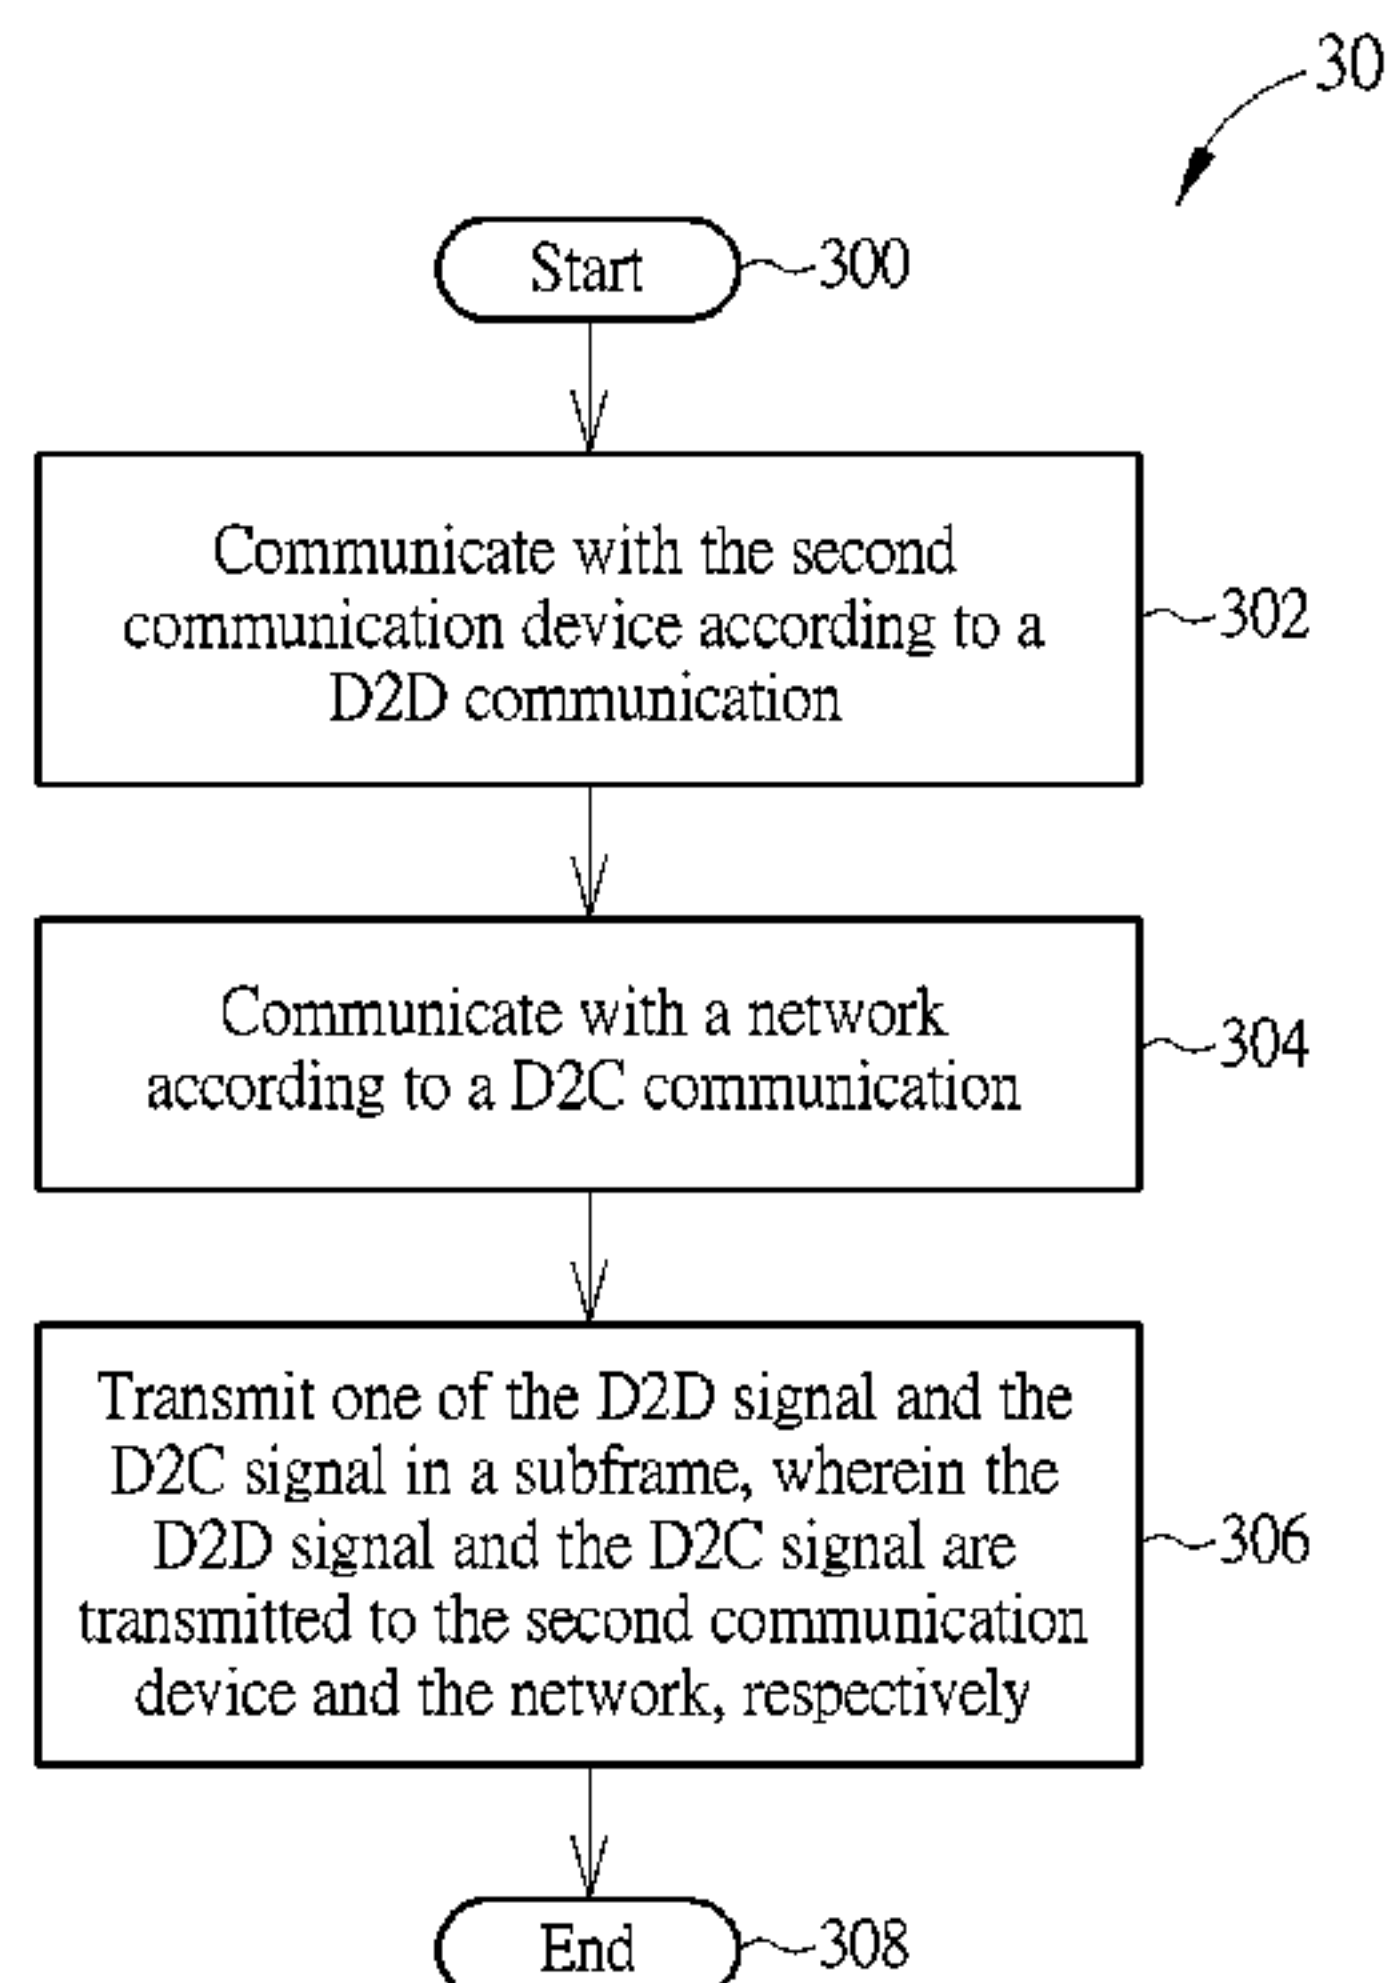 30
Start
300
Communicate with the second
communication device according to a
D2D communication
302
Communicate with a network
according to a D2C communication
304
Transmit one of the D2D signal and the
D2C signal in a subframe, wherein the
D2D signal and the D2C signal are
transmitted to the second communication
device and the network, respectively
306
End
308